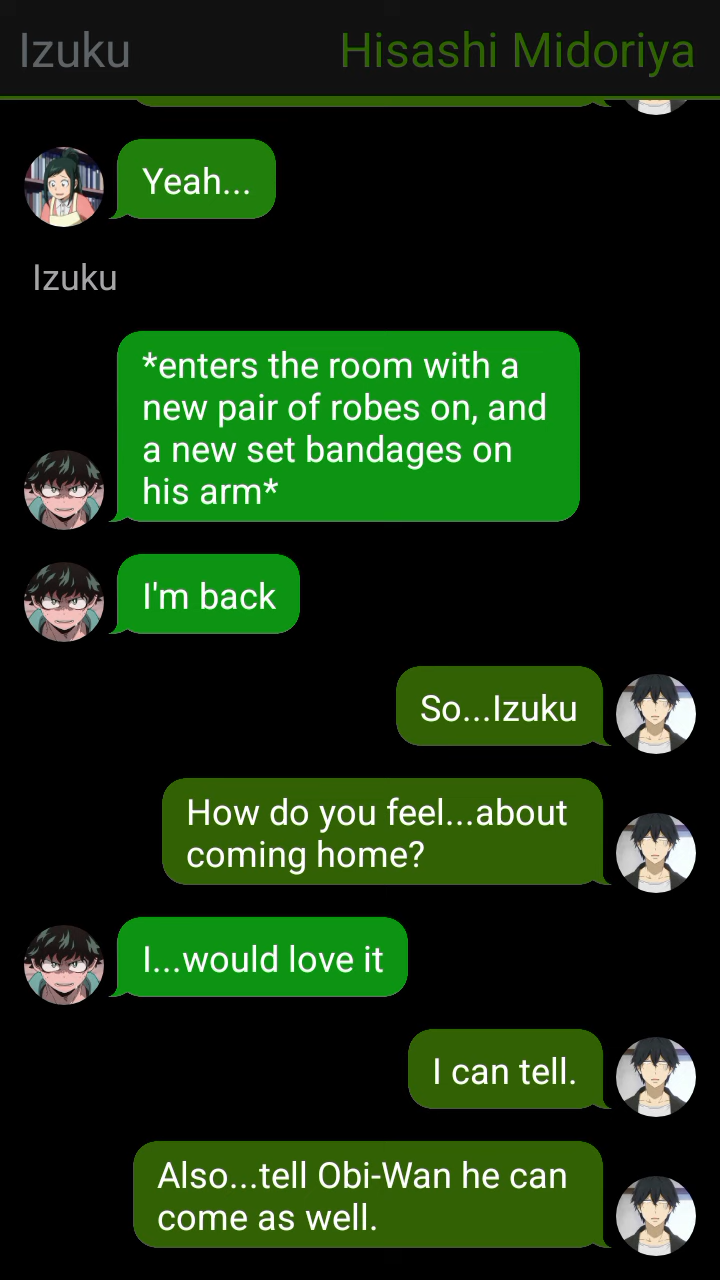 Izuku
Hisashi Midoriya
Yeah...
Izuku
*enters the room with a
new pair of robes on, and
a new set bandages on
his arm*
I'm back
So...Izuku
How do you feel...about
coming home?
I...would love it
I can tell.
Also...tell Obi-Wan he can
come as well.